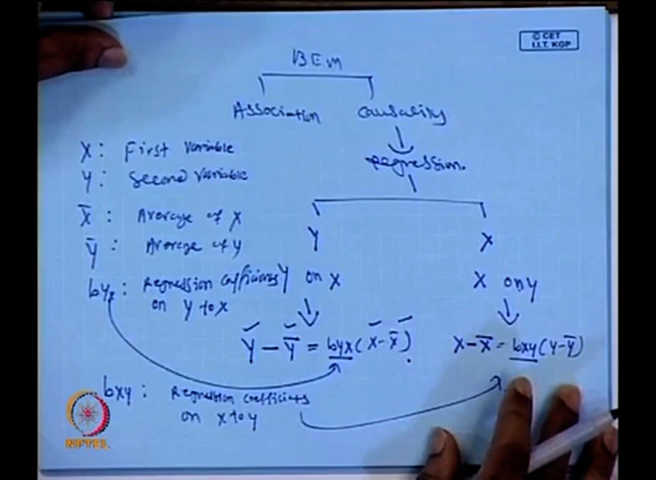 © CET
I.I.T. KGP
BEM
Association Causality
Regression.
X : First Variable
Y : Second Variable
X̄ : Average of X
Ȳ : Average of Y
Y X
Y on X X on Y
byx : Regression Coefficients
on Y to X
Y - Ȳ = byx (X - X̄). X - X̄ = bxy (Y - Ȳ)
bxy : Regression Coefficients
on X to Y
NPTEL